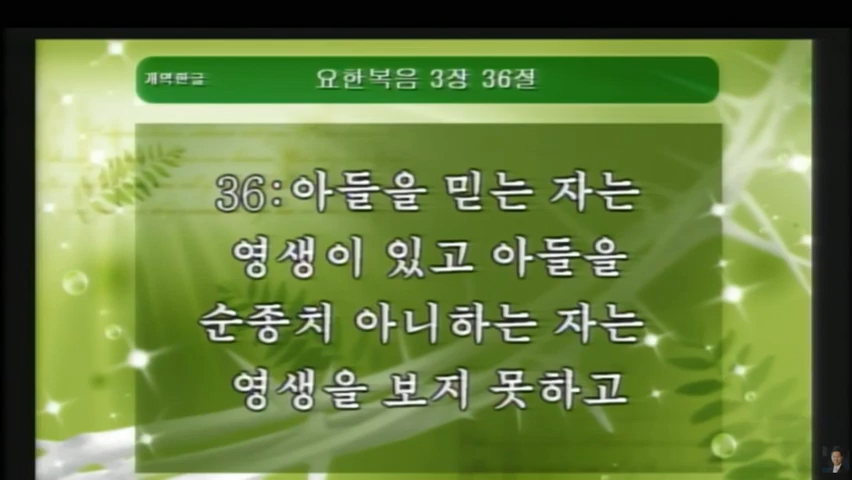 개역한글
요한복음 3장 36절
36:아들을 믿는 자는
영생이 있고 아들을
순종치 아니하는 자는
영생을 보지 못하고